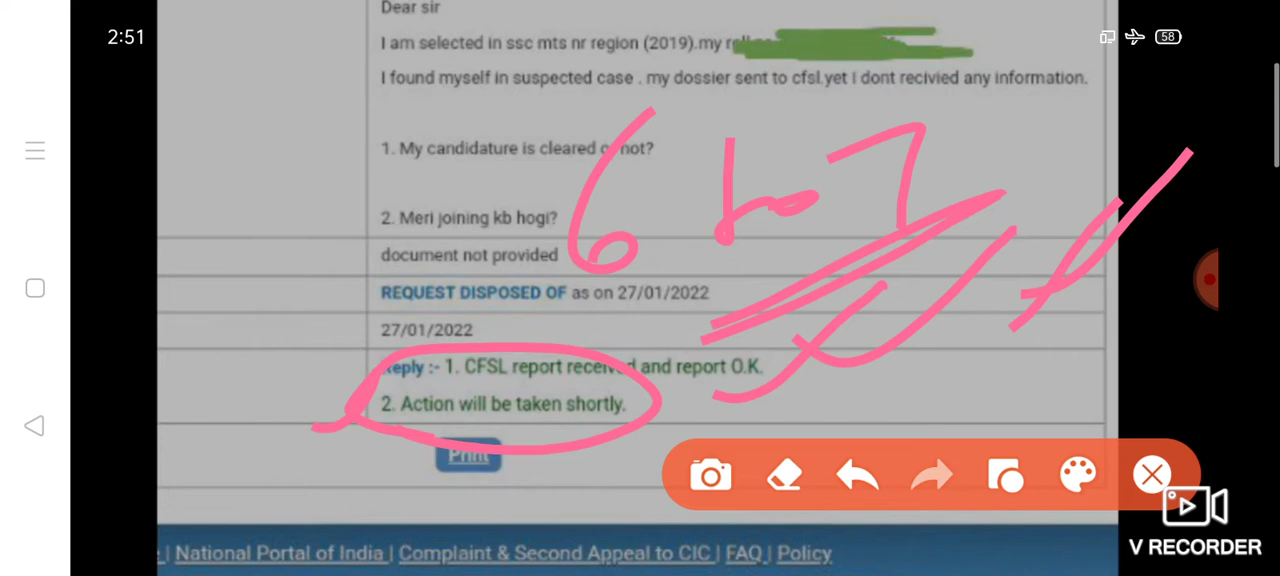 Dear sir
2:51
58
I am selected in ssc mts nr region (2019).my
I found myself in suspected case . my dossier sent to cfsl.yet i dont recivied any information.
1. My candidature is cleared or not?
6 to 7
2. Meri joining kb hogi?
document not provided
REQUEST DISPOSED OF as on 27/01/2022
27/01/2022
Reply :- 1. CFSL report received and report O.K.
2. Action will be taken shortly.
Print
V RECORDER
| National Portal of India | Complaint & Second Appeal to CIC | FAQ | Policy